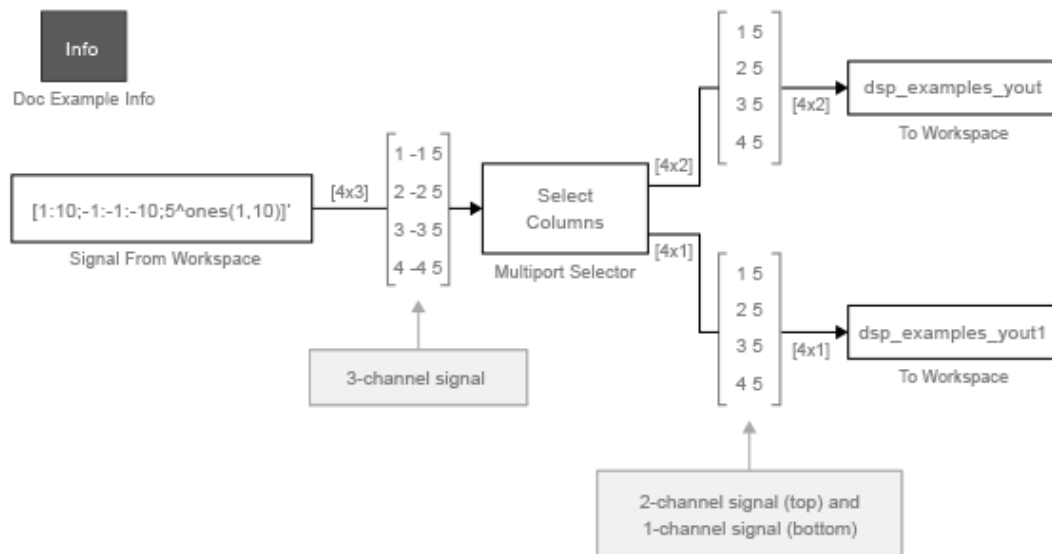 Info
Doc Example Info
[1:10;-1:-1:-10;5^ones(1,10)]'
Signal From Workspace
[4x3]
1 -1 5
2 -2 5
3 -3 5
4 -4 5
3-channel signal
Select
Columns
Multiport Selector
[4x2]
[4x1]
1 5
2 5
3 5
4 5
[4x2]
dsp_examples_yout
To Workspace
1 5
2 5
3 5
4 5
[4x1]
dsp_examples_yout1
To Workspace
2-channel signal (top) and
1-channel signal (bottom)